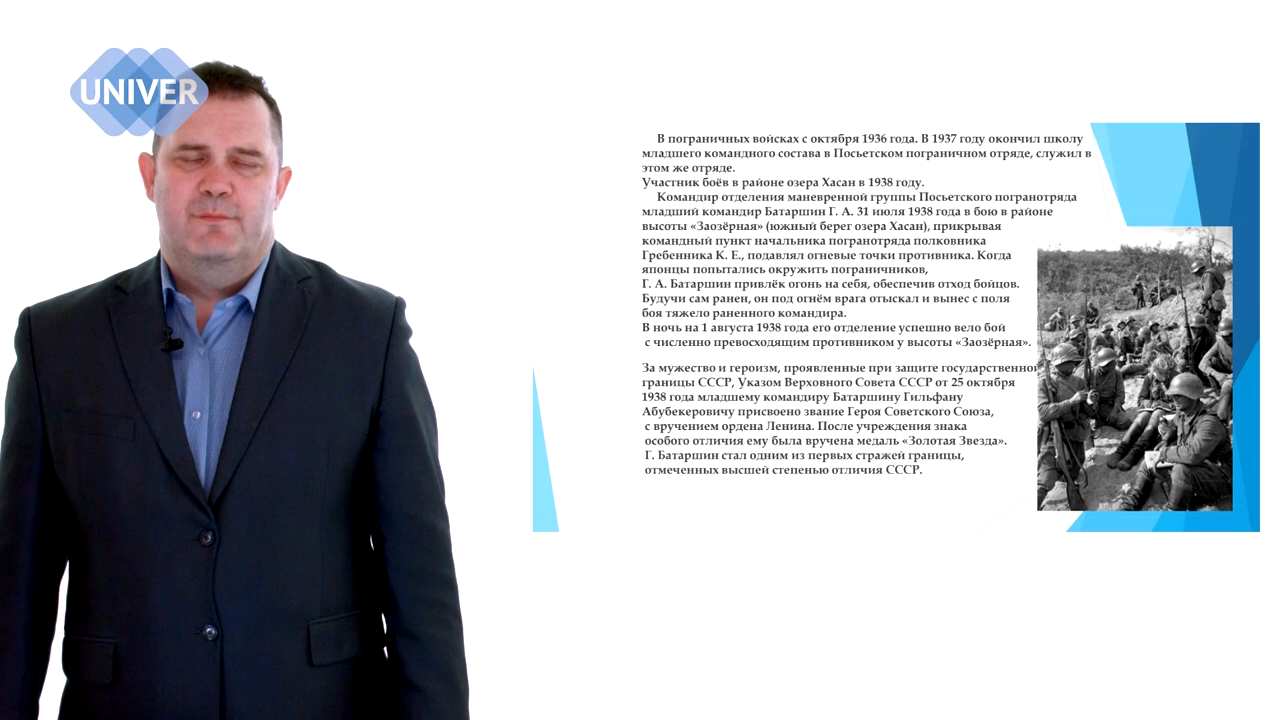 UNIVER
В пограничных войсках с октября 1936 года. В 1937 году окончил школу
младшего командного состава в Посьетском пограничном отряде, служил в
этом же отряде.
Участник боёв в районе озера Хасан в 1938 году.
Командир отделения маневренной группы Посьетского погранотряда
младший командир Батаршин Г. А. 31 июля 1938 года в бою в районе
высоты «Заозёрная» (южный берег озера Хасан), прикрывая
командный пункт начальника погранотряда полковника
Гребенника К. Е., подавлял огневые точки противника. Когда
японцы попытались окружить пограничников,
Г. А. Батаршин привлёк огонь на себя, обеспечив отход бойцов.
Будучи сам ранен, он под огнём врага отыскал и вынес с поля
боя тяжело раненного командира.
В ночь на 1 августа 1938 года его отделение успешно вело бой
с численно превосходящим противником у высоты «Заозёрная».
За мужество и героизм, проявленные при защите государственной
границы СССР, Указом Верховного Совета СССР от 25 октября
1938 года младшему командиру Батаршину Гильфану
Абубекеровичу присвоено звание Героя Советского Союза,
с вручением ордена Ленина. После учреждения знака
особого отличия ему была вручена медаль «Золотая Звезда».
Г. Батаршин стал одним из первых стражей границы,
отмеченных высшей степенью отличия СССР.